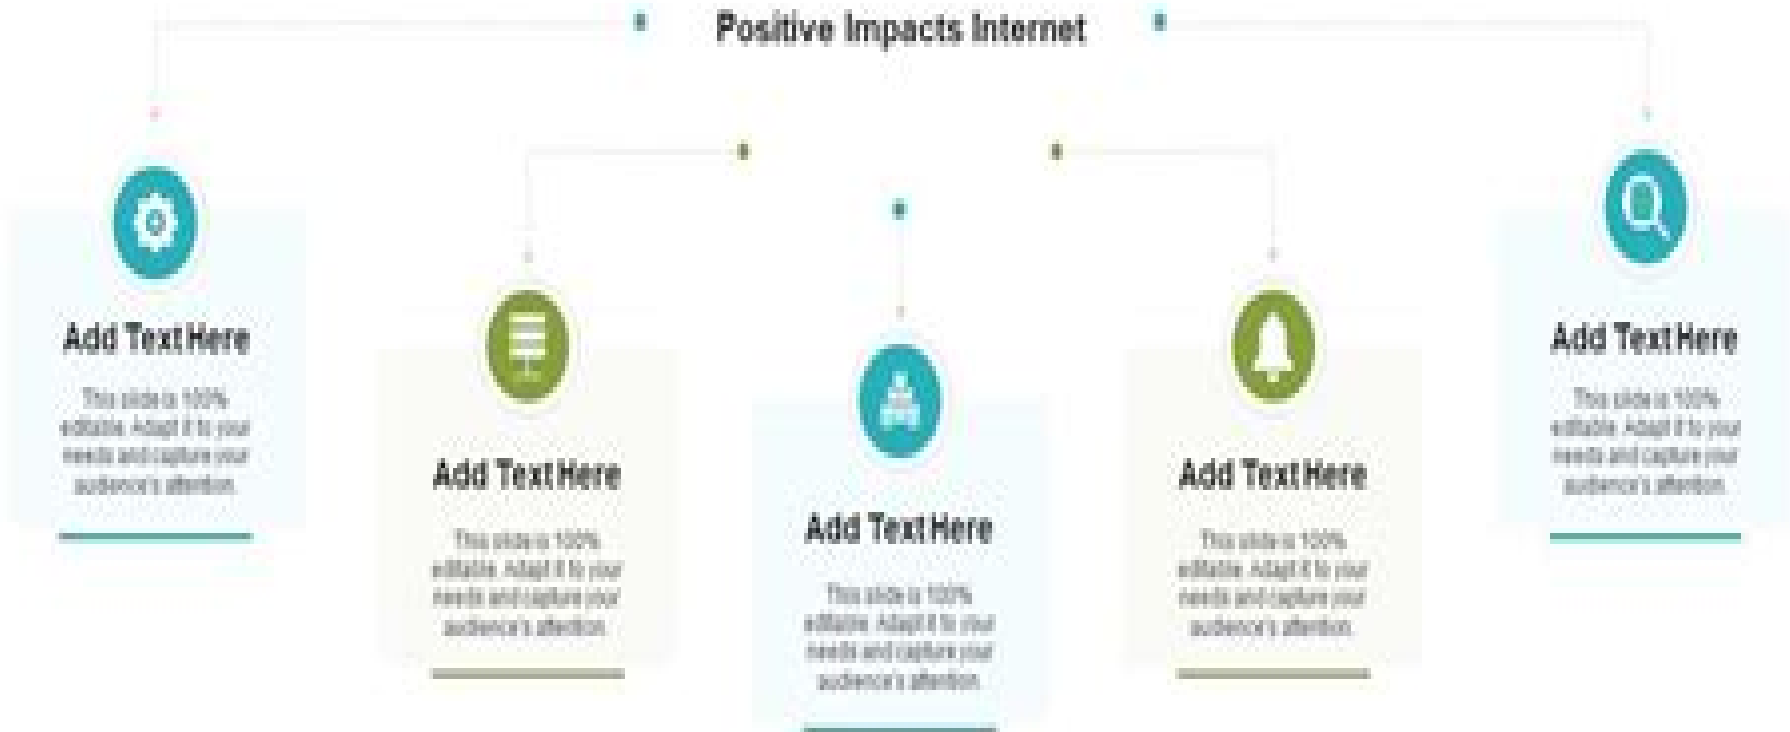 Positive Impacts Internet
Add Text Here
This slide is 100%
editable. Adapt it to your
needs and capture your
audience's attention.
Add Text Here
This slide is 100%
editable. Adapt it to your
needs and capture your
audience's attention.
Add Text Here
This slide is 100%
editable. Adapt it to your
needs and capture your
audience's attention.
Add Text Here
This slide is 100%
editable. Adapt it to your
needs and capture your
audience's attention.
Add Text Here
This slide is 100%
editable. Adapt it to your
needs and capture your
audience's attention.